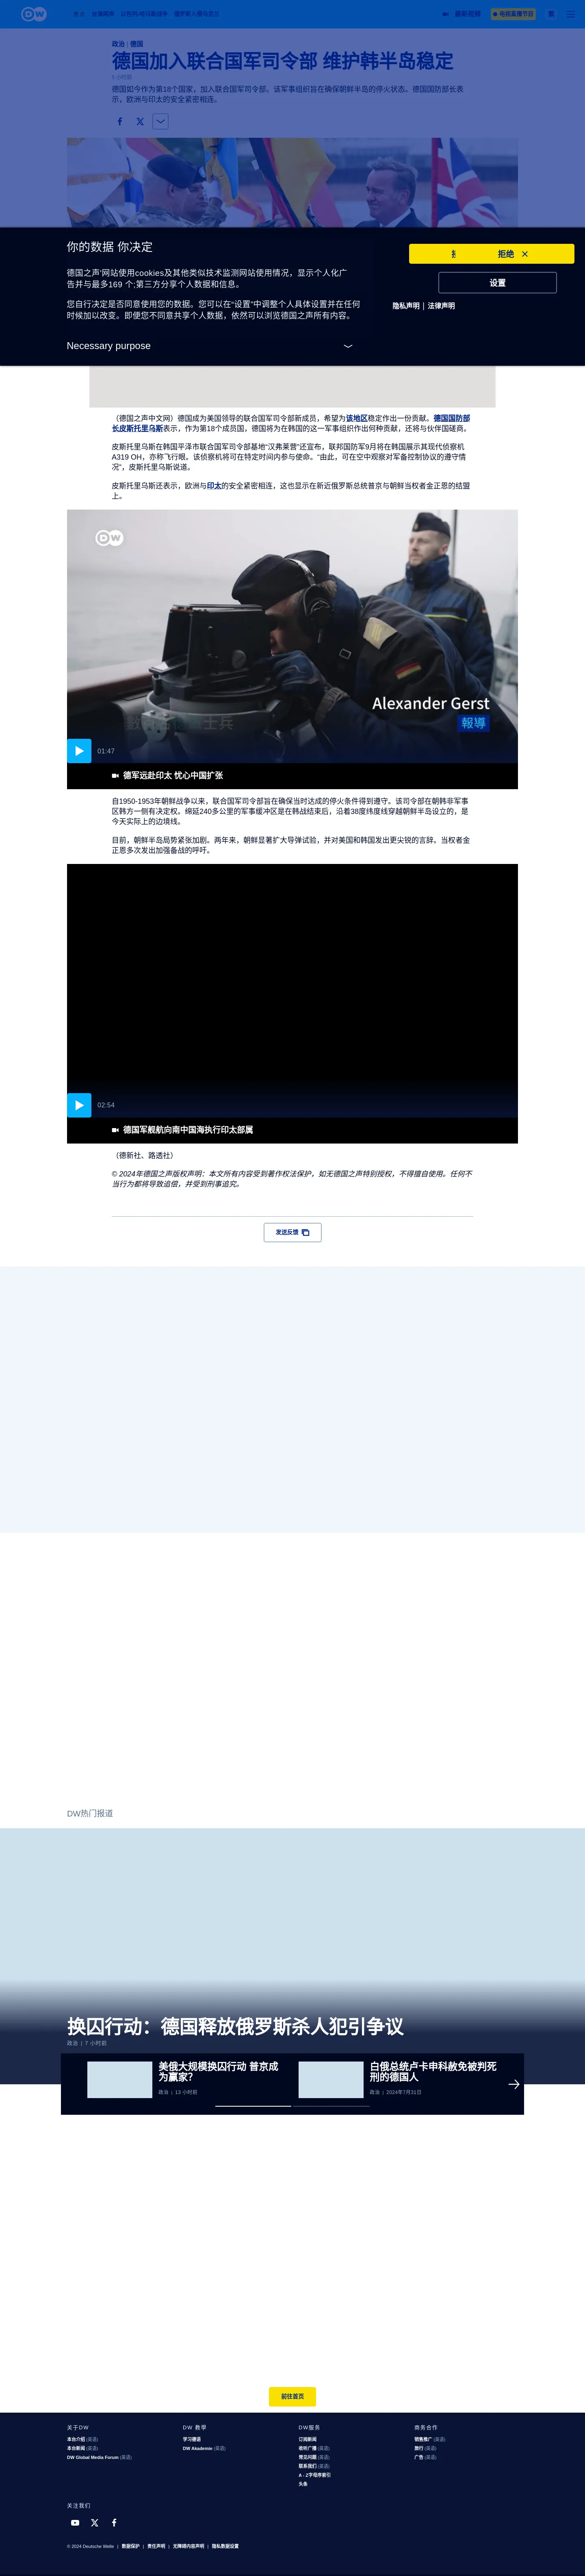 DW
最新视频
电视直播节目
繁
政治 | 德国
德国加入联合国军司令部 维护韩半岛稳定
德国如今作为第18个国家，加入联合国军司令部。该军事组织旨在确保朝鲜半岛的停火状态。德国国防部长表
示，欧洲与印太的安全紧密相连。
你的数据 你决定
德国之声'网站使用cookies及其他类似技术监测网站使用情况，显示个人化广
告并与最多169 个;第三方分享个人数据和信息。
您自行决定是否同意使用您的数据。您可以在“设置”中调整个人具体设置并在任何
时候加以改变。即便您不同意共享个人数据，依然可以浏览德国之声所有内容。
Necessary purpose
拒绝
设置
隐私声明 | 法律声明
（德国之声中文网）德国成为美国领导的联合国军司令部新成员，希望为该地区稳定作出一份贡献。德国国防部
长皮斯托里乌斯表示，作为第18个成员国，德国将为在韩国的这一军事组织作出何种贡献，还将与伙伴国磋商。
皮斯托里乌斯在韩国平泽市联合国军司令部基地“汉弗莱营”还宣布，联邦国防军9月将在韩国展示其现代侦察机
A319 OH，亦称飞行眼。该侦察机将可在特定时间内参与使命。“由此，可在空中观察对军备控制协议的遵守情
况”，皮斯托里乌斯说道。
皮斯托里乌斯还表示，欧洲与印太的安全紧密相连，这也显示在新近俄罗斯总统普京与朝鲜当权者金正恩的结盟
上。
DW
Alexander Gerst
報導
01:47
德军远赴印太 忧心中国扩张
自1950-1953年朝鲜战争以来，联合国军司令部旨在确保当时达成的停火条件得到遵守。该司令部在朝韩非军事
区韩方一侧有决定权。绵延240多公里的军事缓冲区是在韩战结束后，沿着38度纬度线穿越朝鲜半岛设立的，是
今天实际上的边境线。
目前，朝鲜半岛局势紧张加剧。两年来，朝鲜显著扩大导弹试验，并对美国和韩国发出更尖锐的言辞。当权者金
正恩多次发出加强备战的呼吁。
02:54
德国军舰航向南中国海执行印太部属
（德新社、路透社）
© 2024年德国之声版权声明：本文所有内容受到著作权法保护，如无德国之声特别授权，不得擅自使用。任何不
当行为都将导致追偿，并受到刑事追究。
发送反馈
DW热门报道
换囚行动：德国释放俄罗斯杀人犯引争议
政治 | 7 小时前
美俄大规模换囚行动 普京成
为赢家？
政治 | 13 小时前
白俄总统卢卡申科赦免被判死
刑的德国人
政治 | 2024年7月31日
前往首页
关于DW
本台介绍 (英语)
本台新闻 (英语)
DW Global Media Forum (英语)
DW 教学
学习德语
DW Akademie (英语)
DW服务
订阅新闻
收听广播 (英语)
常见问题 (英语)
联系我们 (英语)
A - Z字母序索引
头条
商务合作
销售推广 (英语)
旅行 (英语)
广告 (英语)
关注我们
© 2024 Deutsche Welle | 数据保护 | 责任声明 | 无障碍内容声明 | 隐私数据设置